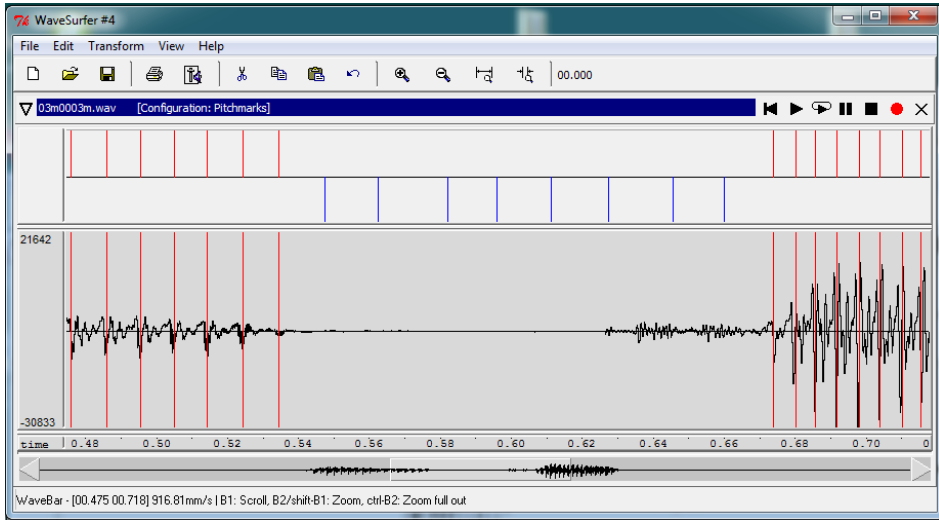 WaveSurfer #4
File Edit Transform View Help
00.000
03m0003m.wav [Configuration: Pitchmarks]
21642
-30833
time 0.48 0.50 0.52 0.54 0.56 0.58 0.60 0.62 0.64 0.66 0.68 0.70 0
WaveBar - [00.475 00.718] 916.81mm/s | B1: Scroll, B2/shift-B1: Zoom, ctrl-B2: Zoom full out